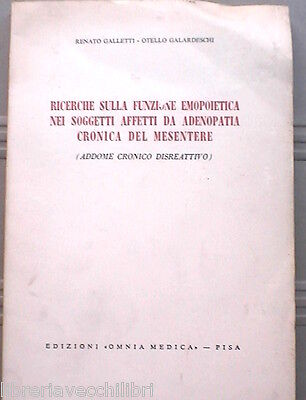 RENATO GALLETTI - OTELLO GALARDESCHI
RICERCHE SULLA FUNZIONE EMOPOIETICA
NEI SOGGETTI AFFETTI DA ADENOPATIA
CRONICA DEL MESENTERE
(ADDOME CRONICO DISREATTIVO)
EDIZIONI «OMNIA MEDICA» — PISA
libreriavecchilibri